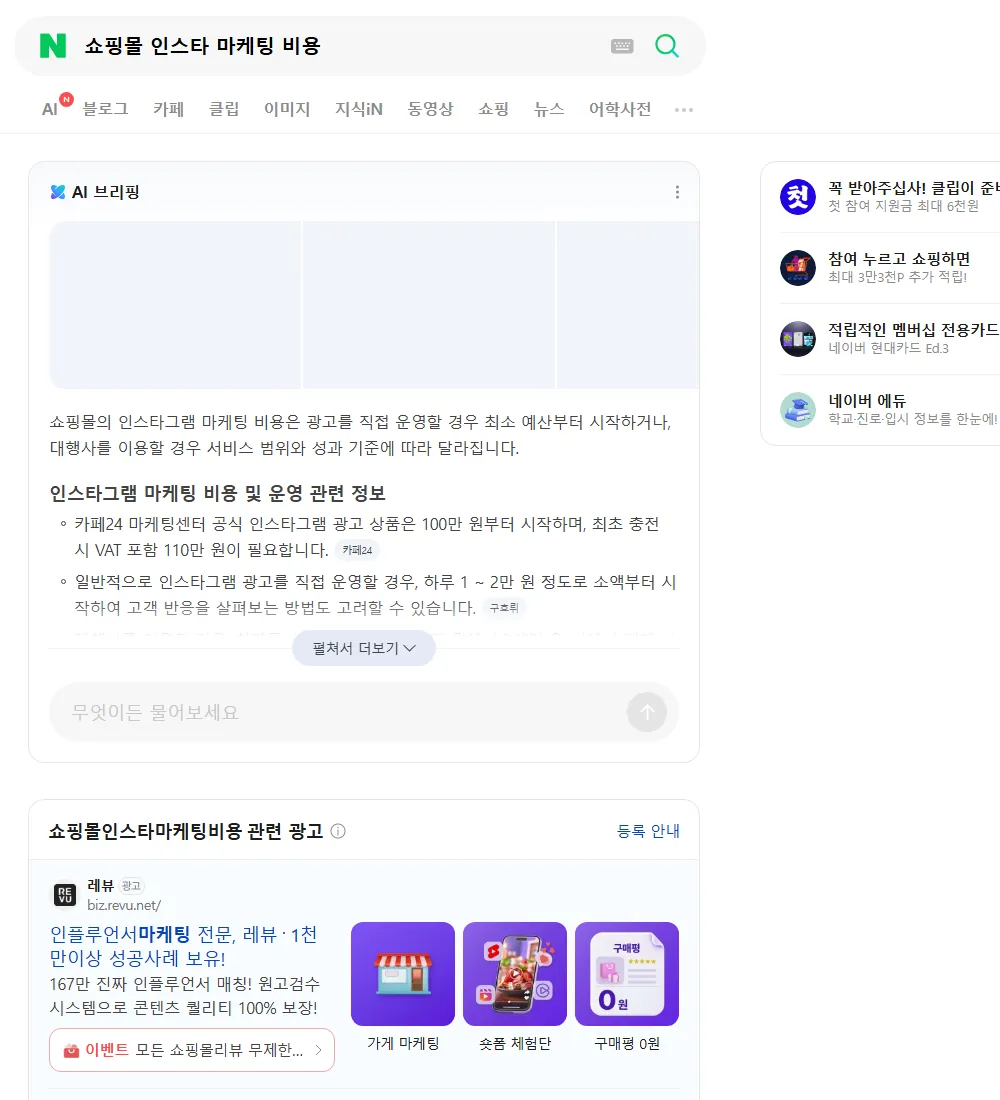 쇼핑몰 인스타 마케팅 비용
AI N 블로그 카페 클립 이미지 지식iN 동영상 쇼핑 뉴스 어학사전
AI 브리핑
쇼핑몰의 인스타그램 마케팅 비용은 광고를 직접 운영할 경우 최소 예산부터 시작하거나,
대행사를 이용할 경우 서비스 범위와 성과 기준에 따라 달라집니다.
인스타그램 마케팅 비용 및 운영 관련 정보
카페24 마케팅센터 공식 인스타그램 광고 상품은 100만 원부터 시작하며, 최초 충전
시 VAT 포함 110만 원이 필요합니다. 카페24
일반적으로 인스타그램 광고를 직접 운영할 경우, 하루 1 ~ 2만 원 정도로 소액부터 시
작하여 고객 반응을 살펴보는 방법도 고려할 수 있습니다. 구흐뤼
펼쳐서 더보기
무엇이든 물어보세요
쇼핑몰인스타마케팅비용 관련 광고
등록 안내
REVU
레뷰 광고
biz.revu.net/
인플루언서마케팅 전문, 레뷰 · 1천
만이상 성공사례 보유!
167만 진짜 인플루언서 매칭! 원고검수
시스템으로 콘텐츠 퀄리티 100% 보장!
이벤트 모든 쇼핑몰리뷰 무제한...
가게 마케팅
숏폼 체험단
구매평
0원
구매평 0원
첫
꼭 받아주십사! 클립이 준비
첫 참여 지원금 최대 6천원
참여 누르고 쇼핑하면
최대 3만3천P 추가 적립!
적립적인 멤버십 전용카드
네이버 현대카드 Ed.3
네이버 에듀
학교·진로·입시 정보를 한눈에!